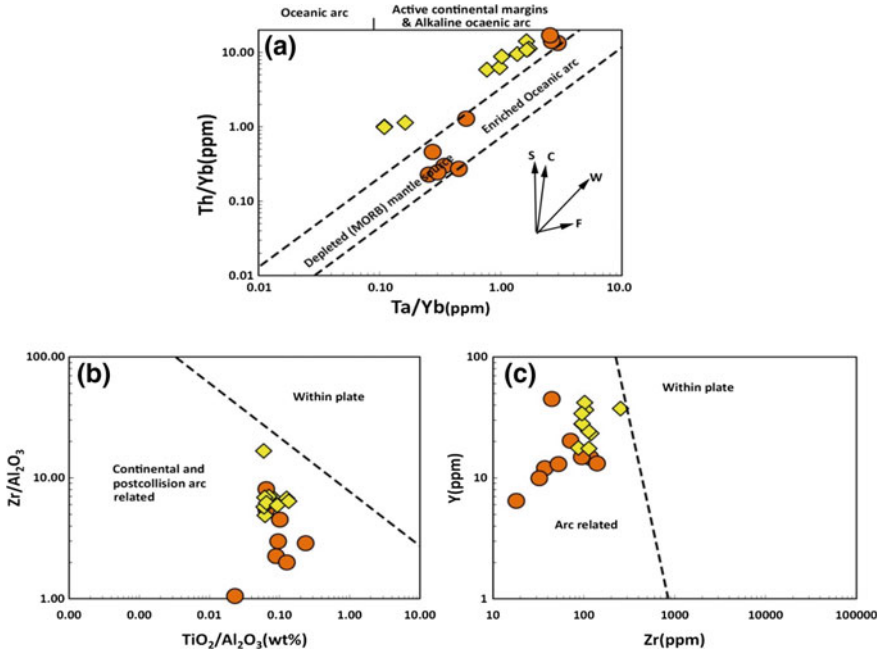 Oceanic arc
Active continental margins
& Alkaline ocaenic arc
(a)
10.00
1.00
0.10
0.01
Th/Yb(ppm)
Enriched Oceanic arc
Depleted (MORB) mantle source
S
C
W
F
0.01
0.10
1.00
10.0
Ta/Yb(ppm)
(b)
100.00
10.00
1.00
Zr/Al₂O₃
Within plate
Continental and
postcollision arc
related
0.00
0.00
0.01
0.10
1.00
10.00
TiO₂/Al₂O₃(wt%)
(c)
100
10
1
Y(ppm)
Within plate
Arc related
10
100
1000
10000
100000
Zr(ppm)